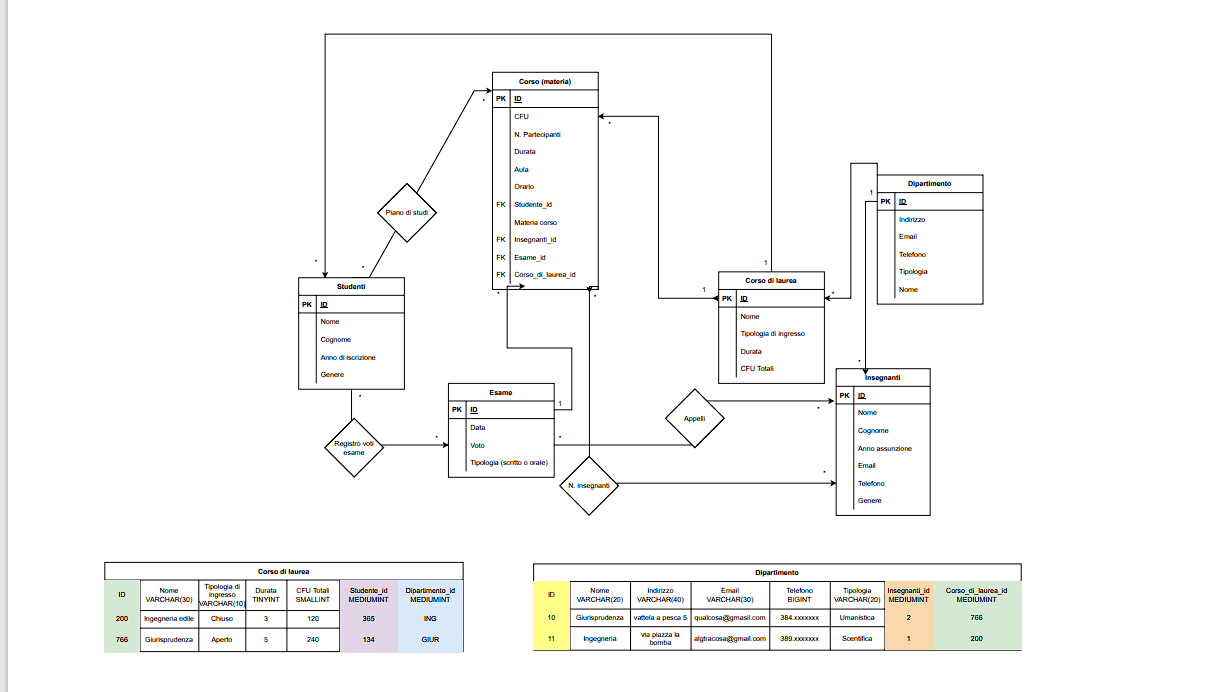 Corso (materia)
PK ID
CFU
N. Partecipanti
Durata
Aula
Orario
FK Studente_id
Materia corso
FK Insegnanti_id
FK Esame_id
FK Corso_di_laurea_id
*
*
*
*
Piano di studi
*
*
Studenti
PK ID
Nome
Cognome
Anno di iscrizione
Genere
*
Dipartimento
1
PK ID
Indirizzo
Email
Telefono
Tipologia
Nome
1
Corso di laurea
1
*
PK ID
Nome
Tipologia di ingresso
Durata
CFU Totali
Esame
PK ID
1
Data
Voto
Tipologia (scritto o orale)
*
*
Registro voti
esame
Appelli
N. insegnanti
*
Insegnanti
PK ID
*
Nome
Cognome
Anno assunzione
Email
*
Telefono
Genere
Corso di laurea
ID
Nome
VARCHAR(30)
Tipologia di
ingresso
VARCHAR(10)
Durata
TINYINT
CFU Totali
SMALLINT
Studente_id
MEDIUMINT
Dipartimento_id
MEDIUMINT
200 Ingegneria edile Chiuso 3 120 365 ING
766 Giurisprudenza Aperto 5 240 134 GIUR
Dipartimento
ID
Nome
VARCHAR(20)
Indirizzo
VARCHAR(40)
Email
VARCHAR(30)
Telefono
BIGINT
Tipologia
VARCHAR(20)
Insegnanti_id
MEDIUMINT
Corso_di_laurea_id
MEDIUMINT
10 Giurisprudenza vattela a pesca 5 qualcosa@gmasil.com 384.xxxxxxx Umanistica 2 766
11 Ingegneria via piazza la
bomba
algtracosa@gmail.com 389.xxxxxxx Scentifica 1 200